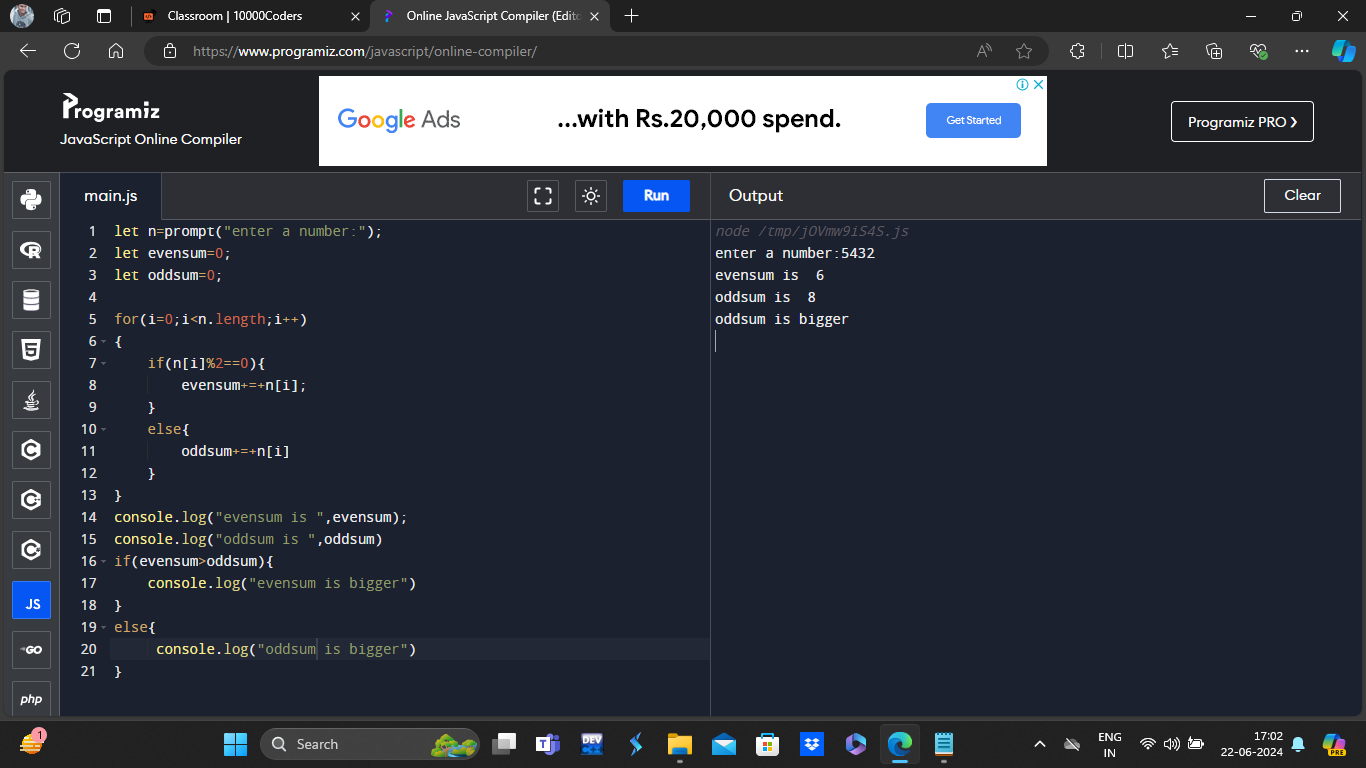 Classroom | 10000Coders
Online JavaScript Compiler (Edito
https://www.programiz.com/javascript/online-compiler/
Programiz
JavaScript Online Compiler
Google Ads
...with Rs.20,000 spend.
Get Started
Programiz PRO ❯
main.js
Run
Output
Clear
1 let n=prompt("enter a number:");
2 let evensum=0;
3 let oddsum=0;
4
5 for(i=0;i<n.length;i++)
6 {
7     if(n[i]%2==0){
8         evensum+=+n[i];
9     }
10     else{
11         oddsum+=+n[i]
12     }
13 }
14 console.log("evensum is ",evensum);
15 console.log("oddsum is ",oddsum)
16 if(evensum>oddsum){
17     console.log("evensum is bigger")
18 }
19 else{
20      console.log("oddsum is bigger")
21 }
node /tmp/jOVmw9iS4S.js
enter a number:5432
evensum is  6
oddsum is  8
oddsum is bigger
R
5
C
C
C
JS
GO
php
1
Search
DEV
ENG
IN
17:02
22-06-2024
PRE